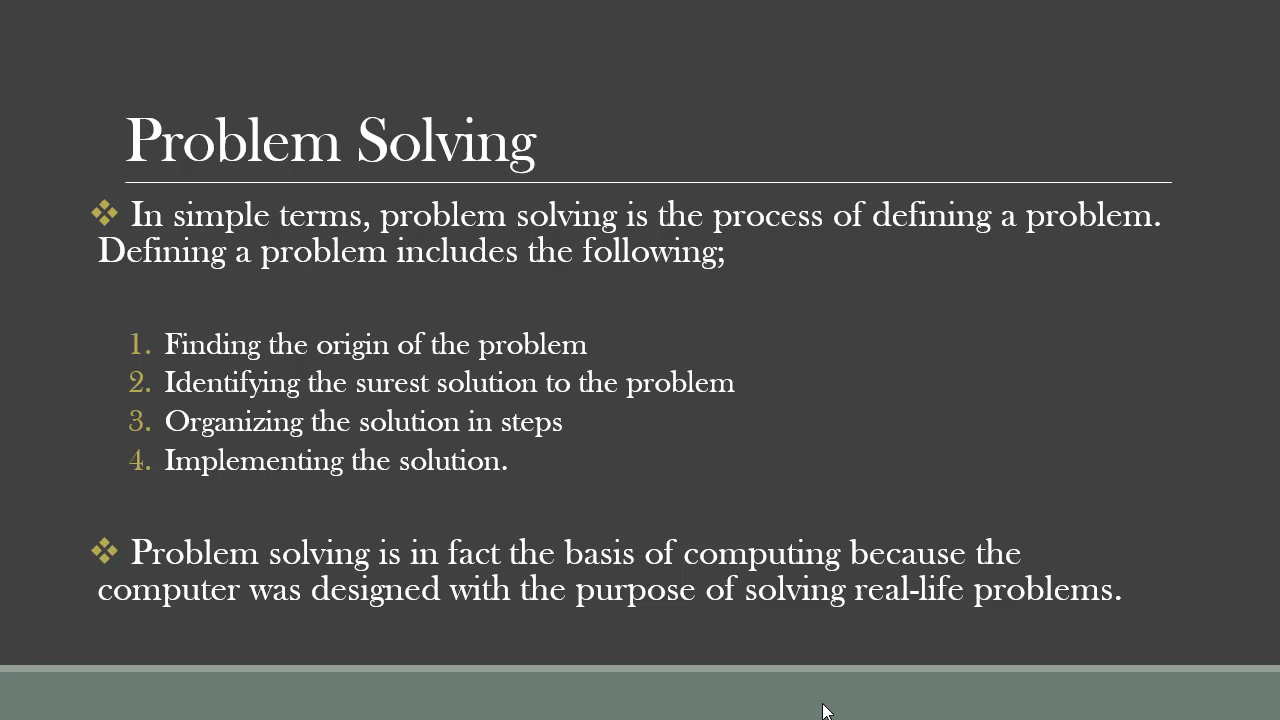 Problem Solving
❖ In simple terms, problem solving is the process of defining a problem.
Defining a problem includes the following;
1. Finding the origin of the problem
2. Identifying the surest solution to the problem
3. Organizing the solution in steps
4. Implementing the solution.
❖ Problem solving is in fact the basis of computing because the
computer was designed with the purpose of solving real-life problems.